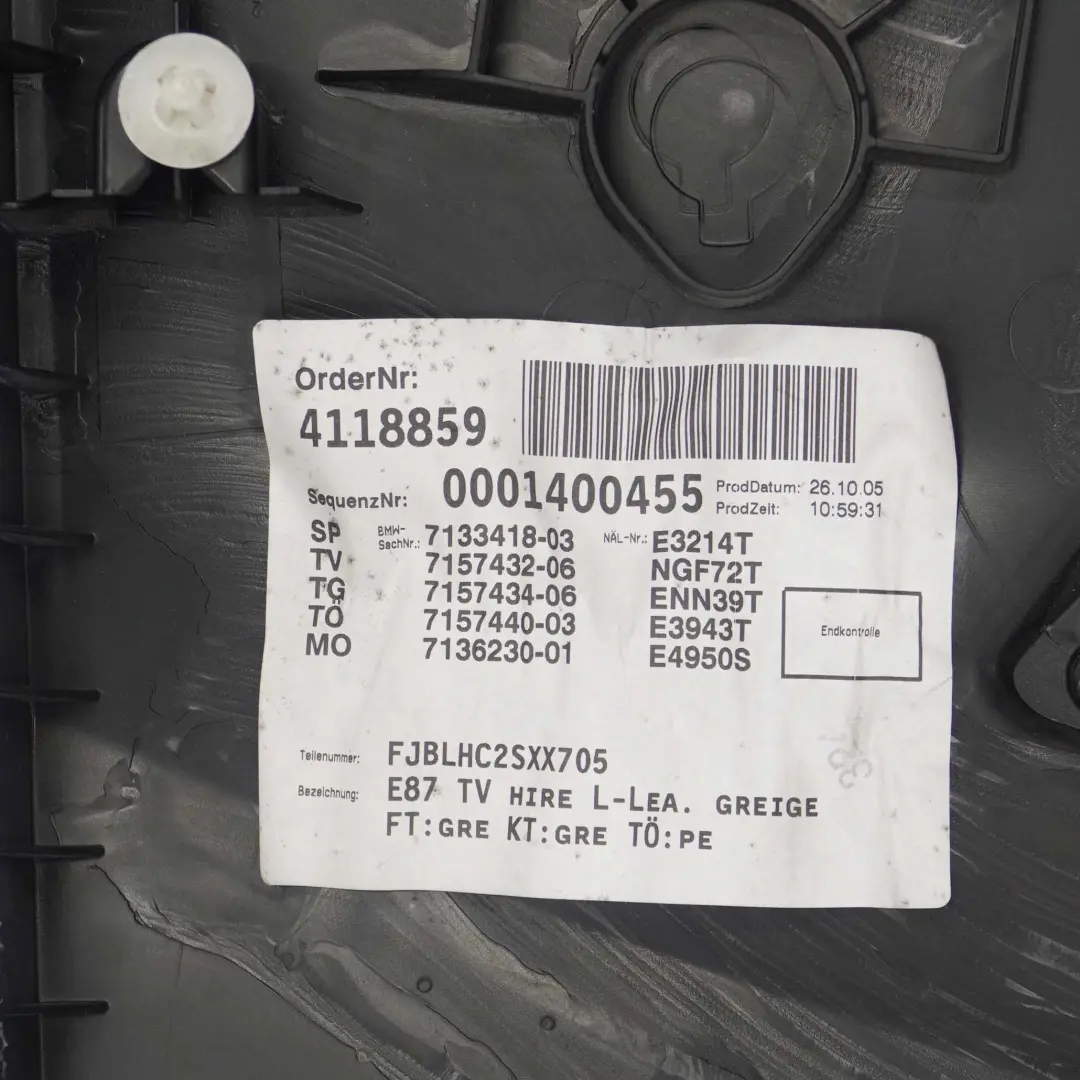 OrderNr:
4118859
SequenzNr: 0001400455 ProdDatum: 26.10.05
ProdZeit: 10:59:31
SP BMW-SachNr.: 7133418-03 NÄL-Nr.: E3214T
TV 7157432-06 NGF72T
TG 7157434-06 ENN39T
TÖ 7157440-03 E3943T
MO 7136230-01 E4950S
Endkontrolle
Teilenummer: FJBLHC2SXX705
Bezeichnung: E87 TV HIRE L-LEA. GREIGE
FT:GRE KT:GRE TÖ:PE